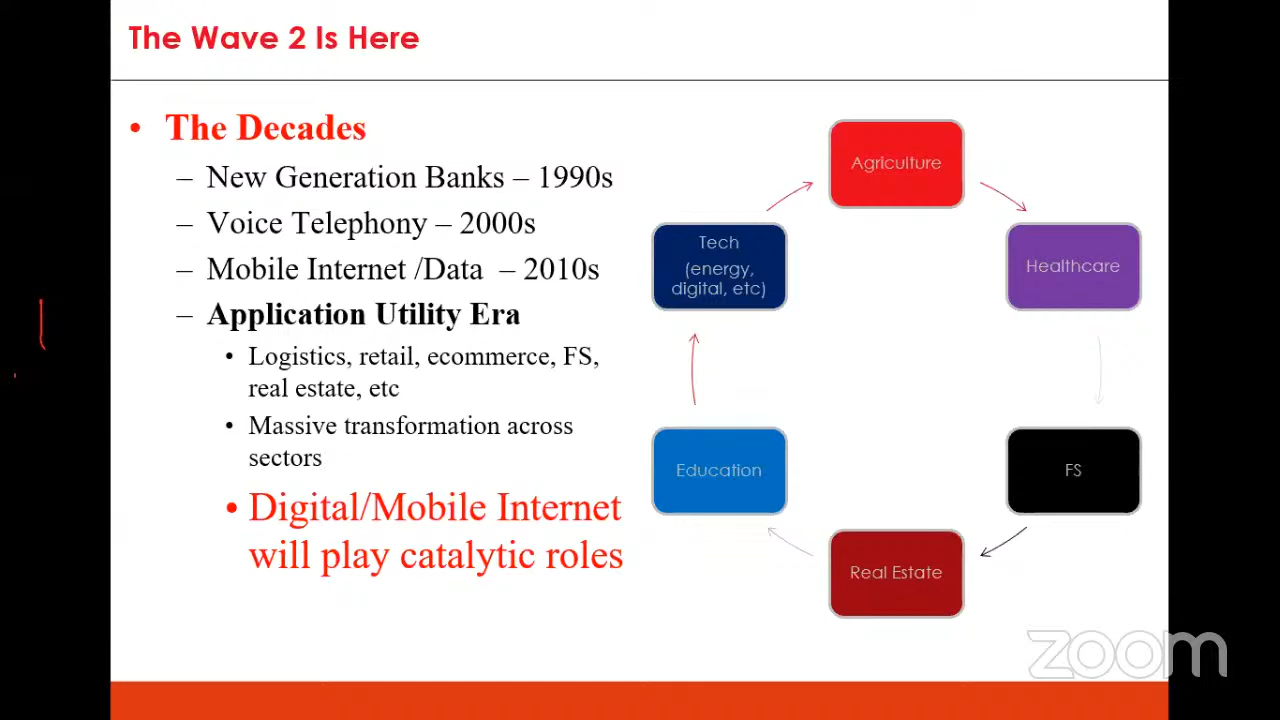 The Wave 2 Is Here
• The Decades
– New Generation Banks – 1990s
– Voice Telephony – 2000s
– Mobile Internet /Data – 2010s
– Application Utility Era
• Logistics, retail, ecommerce, FS,
real estate, etc
• Massive transformation across
sectors
• Digital/Mobile Internet
will play catalytic roles
Agriculture
Healthcare
FS
Real Estate
Education
Tech
(energy,
digital, etc)
zoom